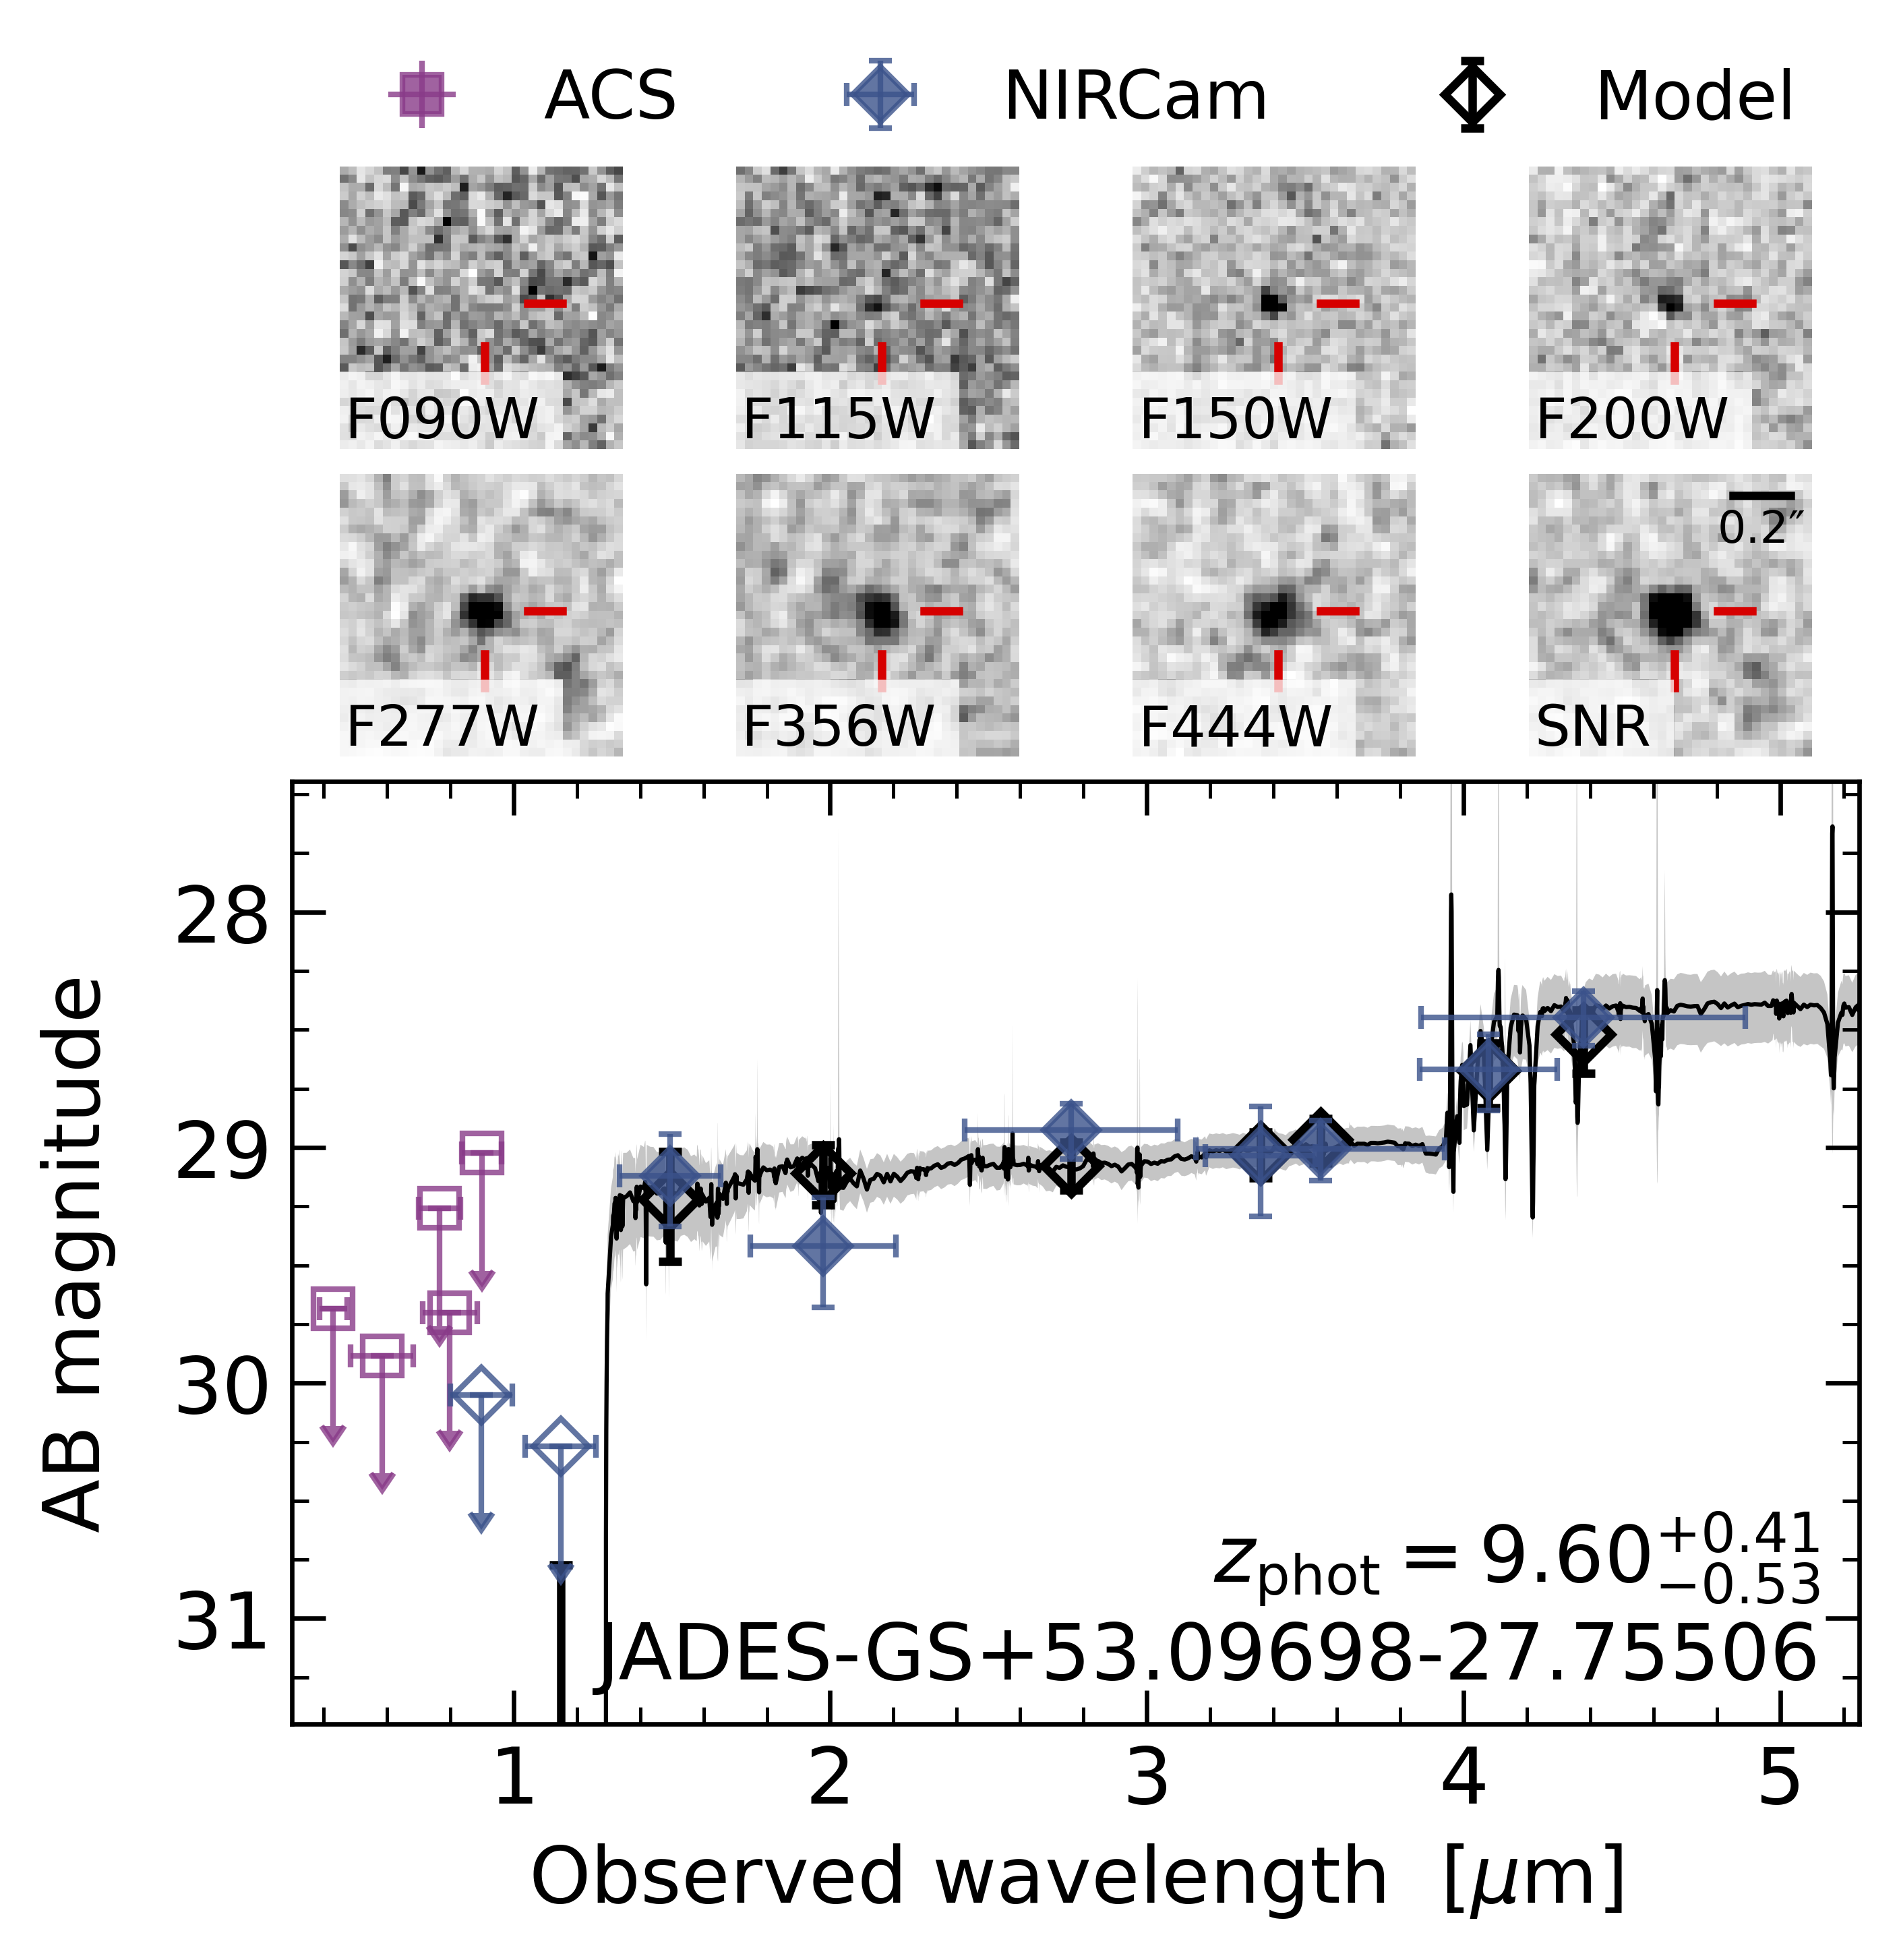 ACS NIRCam Model
F090W F115W F150W F200W
0.2″
F277W F356W F444W SNR
28
29
30
31
AB magnitude
z_phot = 9.60 +0.41 −0.53
JADES-GS+53.09698-27.75506
1 2 3 4 5
Observed wavelength [μm]